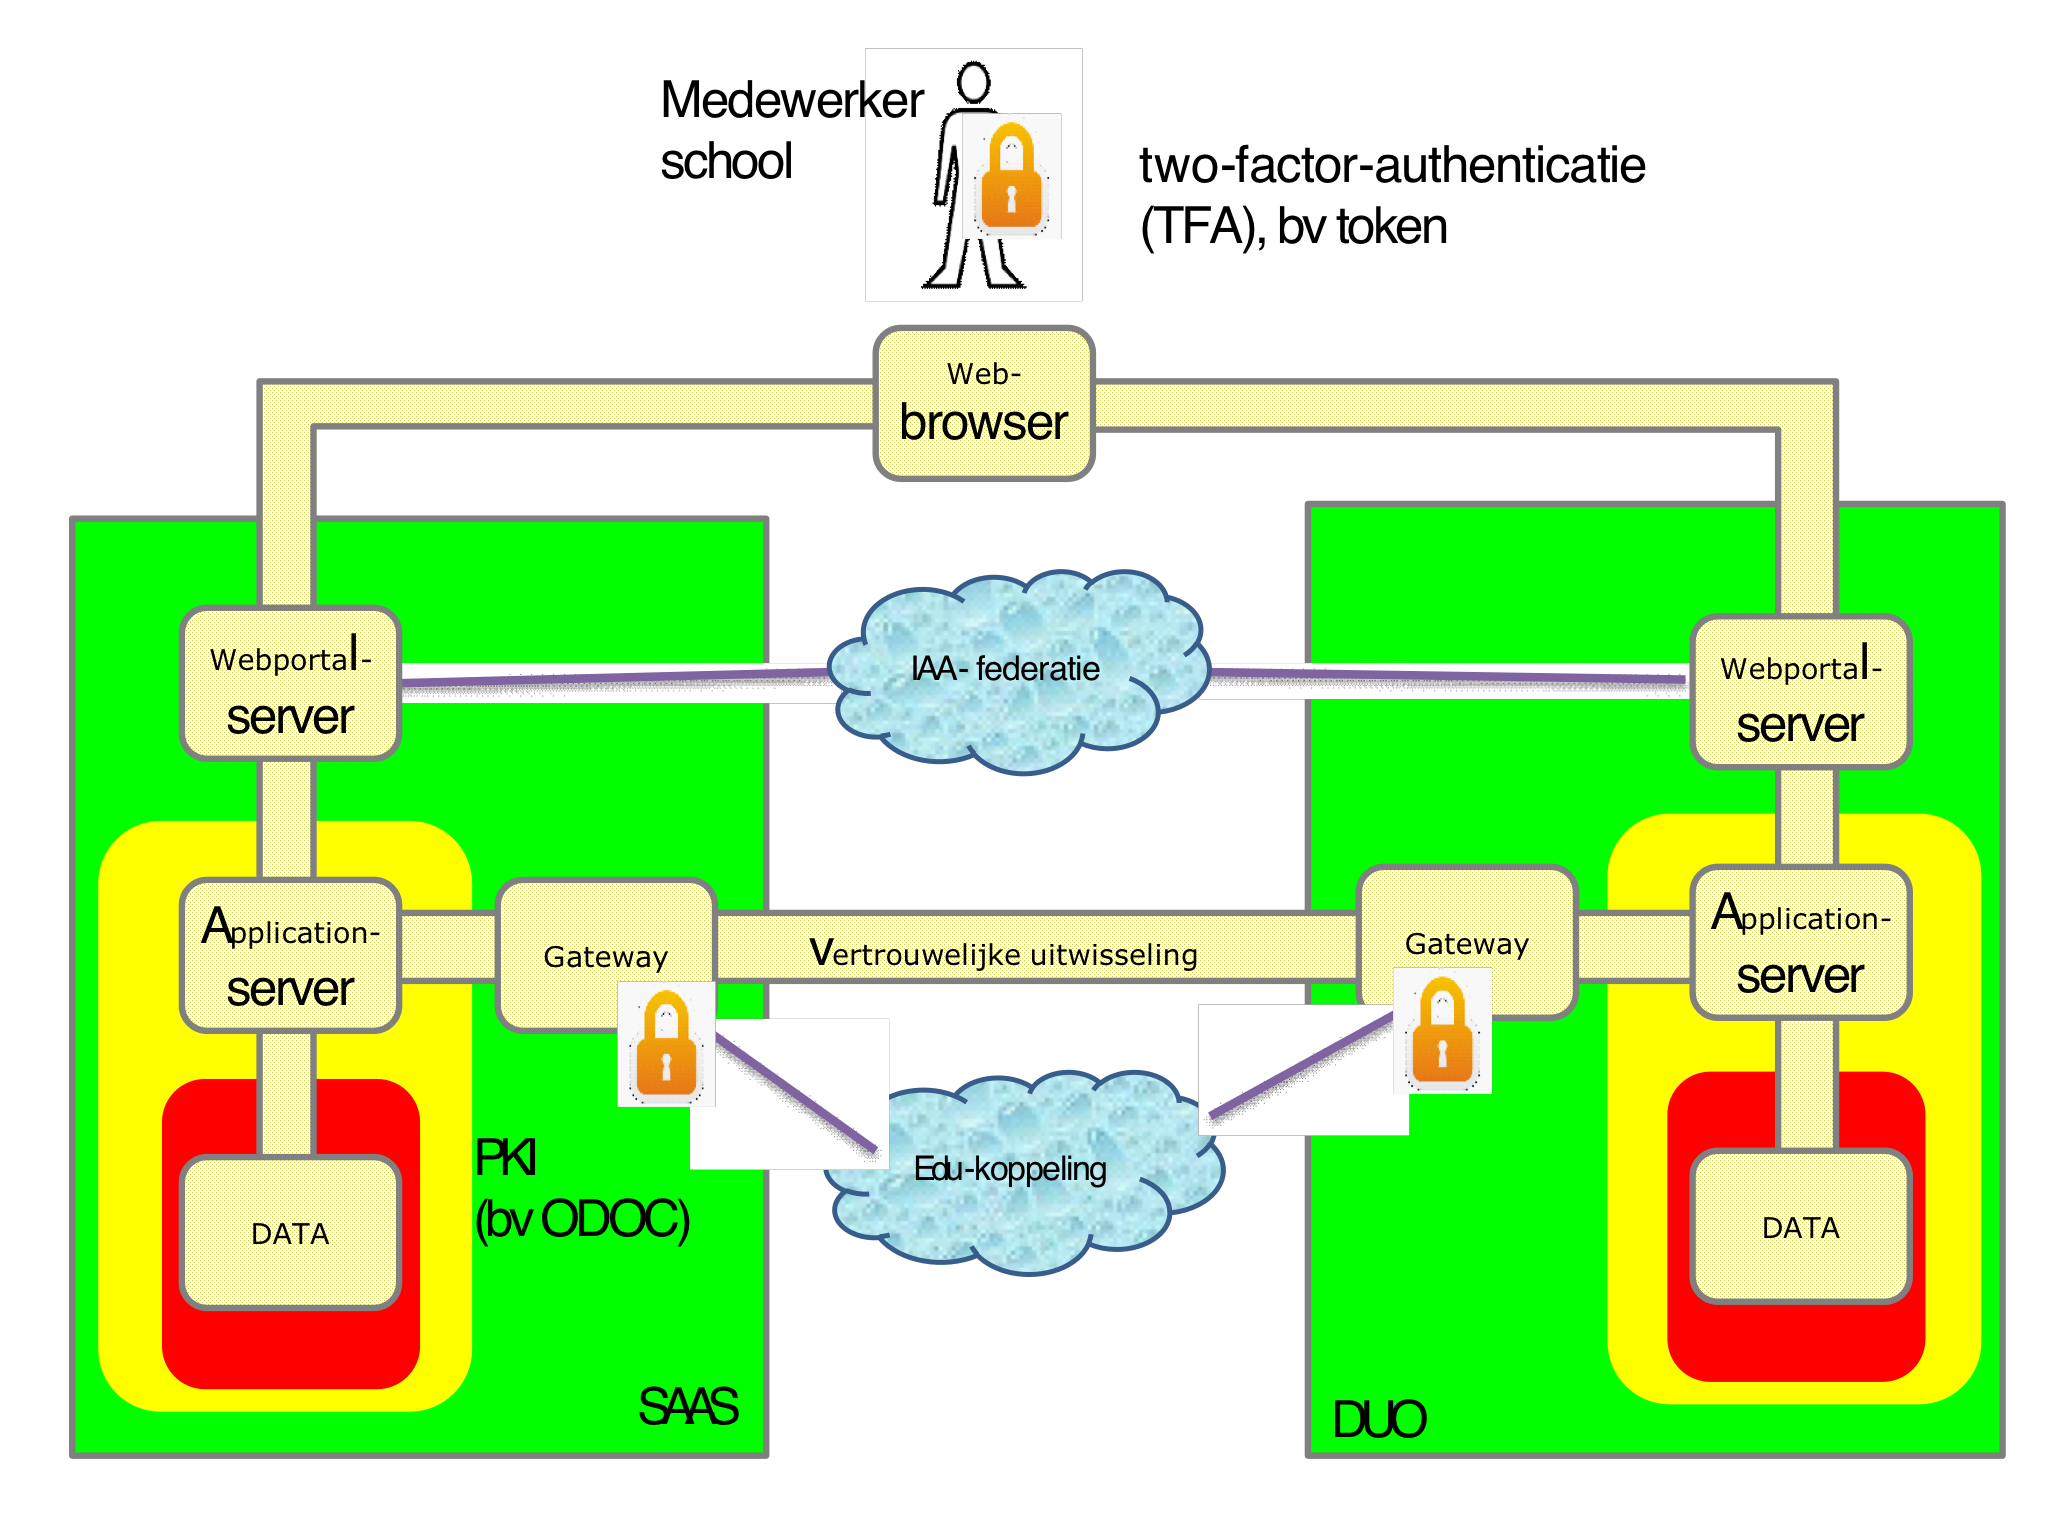 Medewerker
school
two-factor-authenticatie
(TFA), bv token
Web-
browser
Webportal-
server
IAA- federatie
Webportal-
server
Application-
server
Gateway
Vertrouwelijke uitwisseling
Gateway
Application-
server
PKI
(bv ODOC)
Edu-koppeling
DATA
DATA
SAAS
DUO